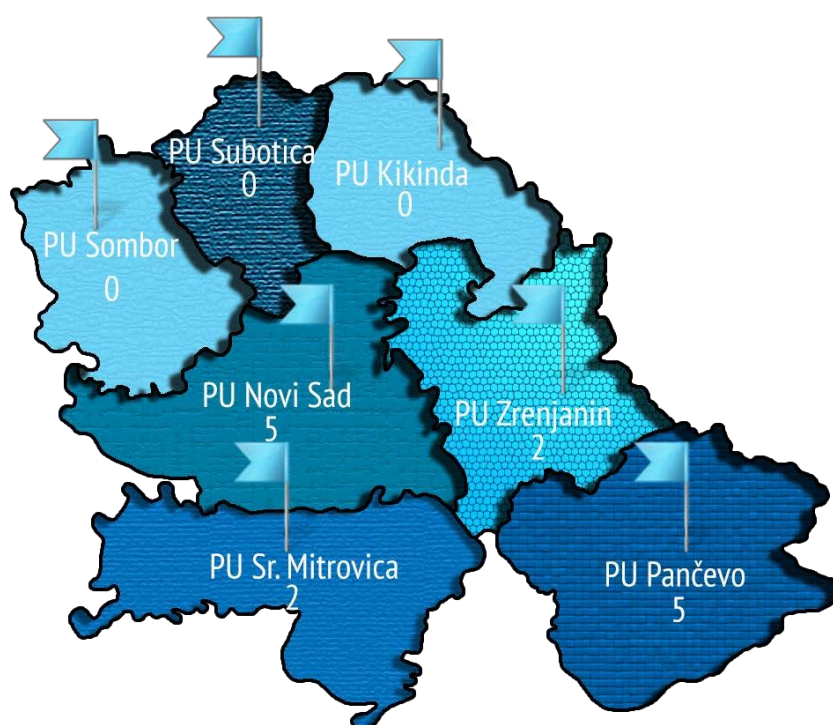 PU Subotica
0
PU Kikinda
0
PU Sombor
0
PU Novi Sad
5
PU Zrenjanin
2
PU Sr. Mitrovica
2
PU Pančevo
5